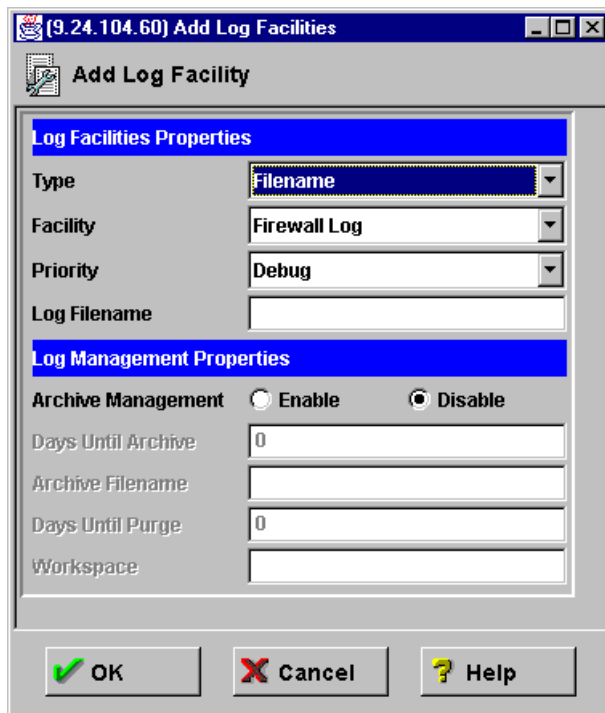 (9.24.104.60) Add Log Facilities
Add Log Facility
Log Facilities Properties
Type Filename
Facility Firewall Log
Priority Debug
Log Filename
Log Management Properties
Archive Management Enable Disable
Days Until Archive 0
Archive Filename
Days Until Purge 0
Workspace
OK Cancel Help